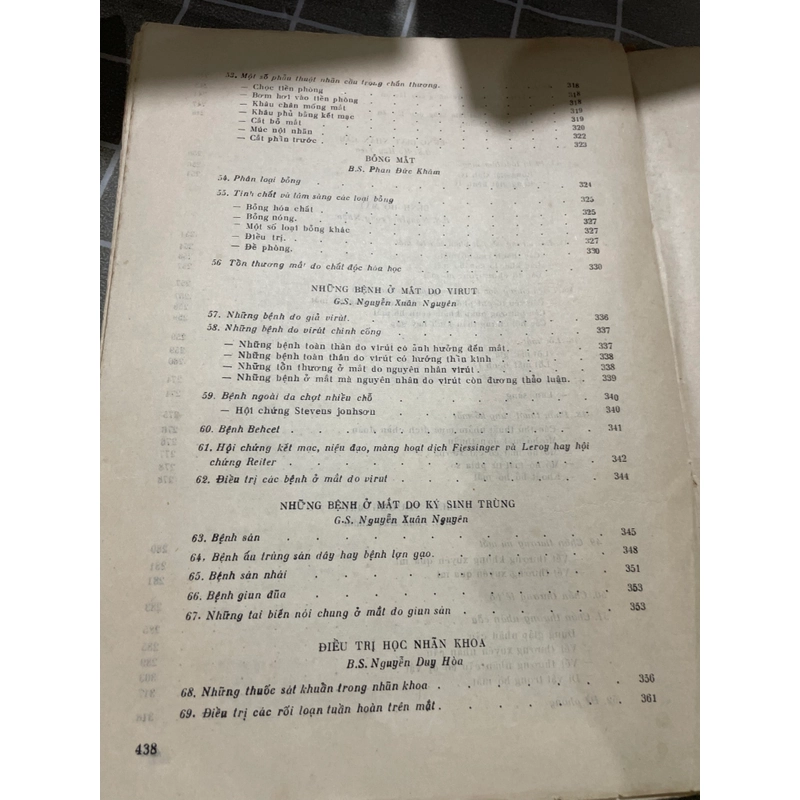 52. Một số phẫu thuật nhãn cầu trong chấn thương. 318
— Chọc tiền phòng . 318
— Bơm hơi vào tiền phòng . 318
— Khâu chân mống mắt . 319
— Khâu phủ bằng kết mạc . 319
— Cắt bỏ mắt . 320
— Múc nội nhãn . 322
— Cắt phần trước . 323
BỎNG MẮT
B.S. Phan Đức Khâm
54. Phân loại bỏng . 324
55. Tính chất và lâm sàng các loại bỏng . 325
— Bỏng hóa chất . 325
— Bỏng nóng. 327
— Một số loại bỏng khác . 327
— Điều trị. . 327
— Đề phòng. 330
56 Tổn thương mắt do chất độc hóa học . 330
NHỮNG BỆNH Ở MẮT DO VIRUT
G.S. Nguyễn Xuân Nguyên
57. Những bệnh do giả virút. 336
58. Những bệnh do virút chính cống . 337
— Những bệnh toàn thân do virút có ảnh hưởng đến mắt. 337
— Những bệnh toàn thân do virút có hướng thần kinh . 338
— Những tổn thương ở mắt do nguyên nhân virút . 338
— Những bệnh ở mắt mà nguyên nhân do virút còn đương thảo luận. 339
59. Bệnh ngoài da chợt nhiều chỗ . 340
— Hội chứng Steveus jouhsou . 340
60. Bệnh Behcet . 341
61. Hội chứng kết mạc, niệu đạo, màng hoạt dịch Fiessinger và Leroy hay hội
chứng Reiter . 342
62. Điều trị các bệnh ở mắt do virut . 344
NHỮNG BỆNH Ở MẮT DO KÝ SINH TRÙNG
G.S. Nguyễn Xuân Nguyên
63. Bệnh sán . 345
64. Bệnh ấu trùng sán dây hay bệnh lợn gạo. 348
65. Bệnh sán nhái . 351
66. Bệnh giun đũa . 353
67. Những tai biến nói chung ở mắt do giun sán . 353
ĐIỀU TRỊ HỌC NHÃN KHOA
B.S. Nguyễn Duy Hòa
68. Những thuốc sát khuẩn trong nhãn khoa . 356
69. Điều trị các rối loạn tuần hoàn trên mắt . 361
438